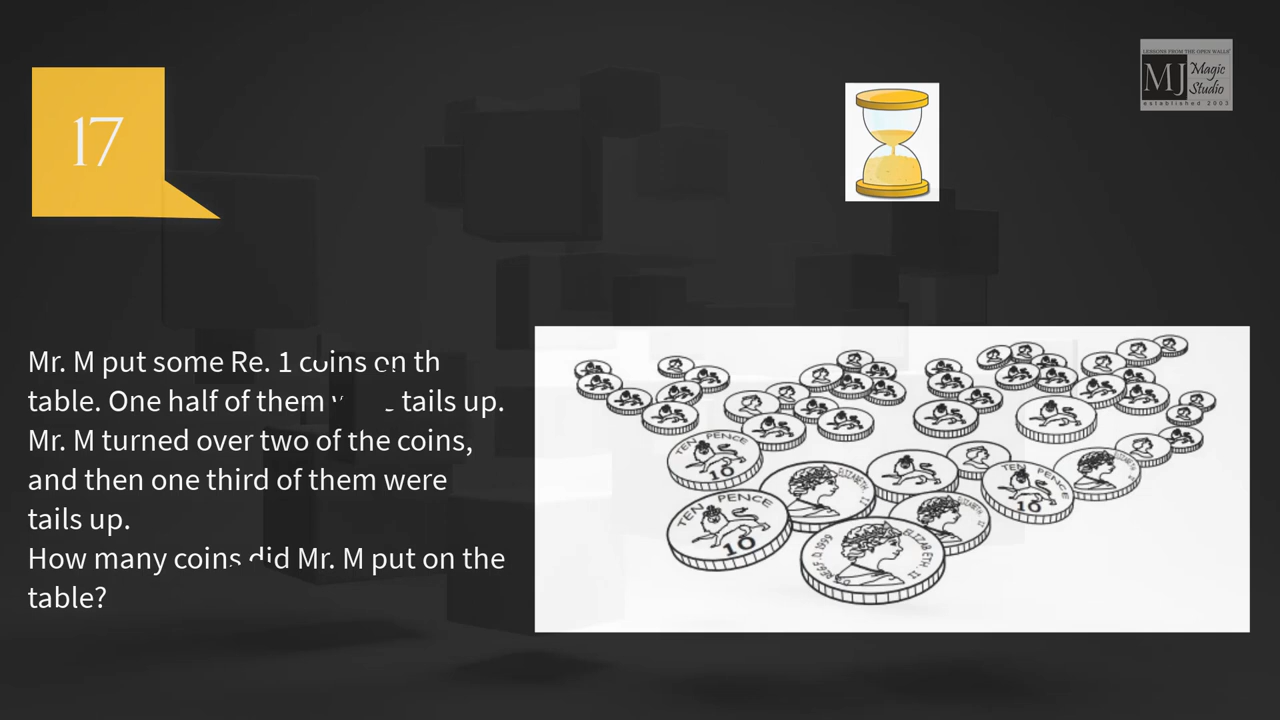 17
LESSONS FROM THE OPEN WALLS
MJ Magic
Studio
established 2003
Mr. M put some Re. 1 coins on th
table. One half of them tails up.
Mr. M turned over two of the coins,
and then one third of them were
tails up.
How many coins did Mr. M put on the
table?
TEN PENCE
10
TEN PENCE
10
TEN PENCE
10
ELIZABETH II
ELIZABETH II